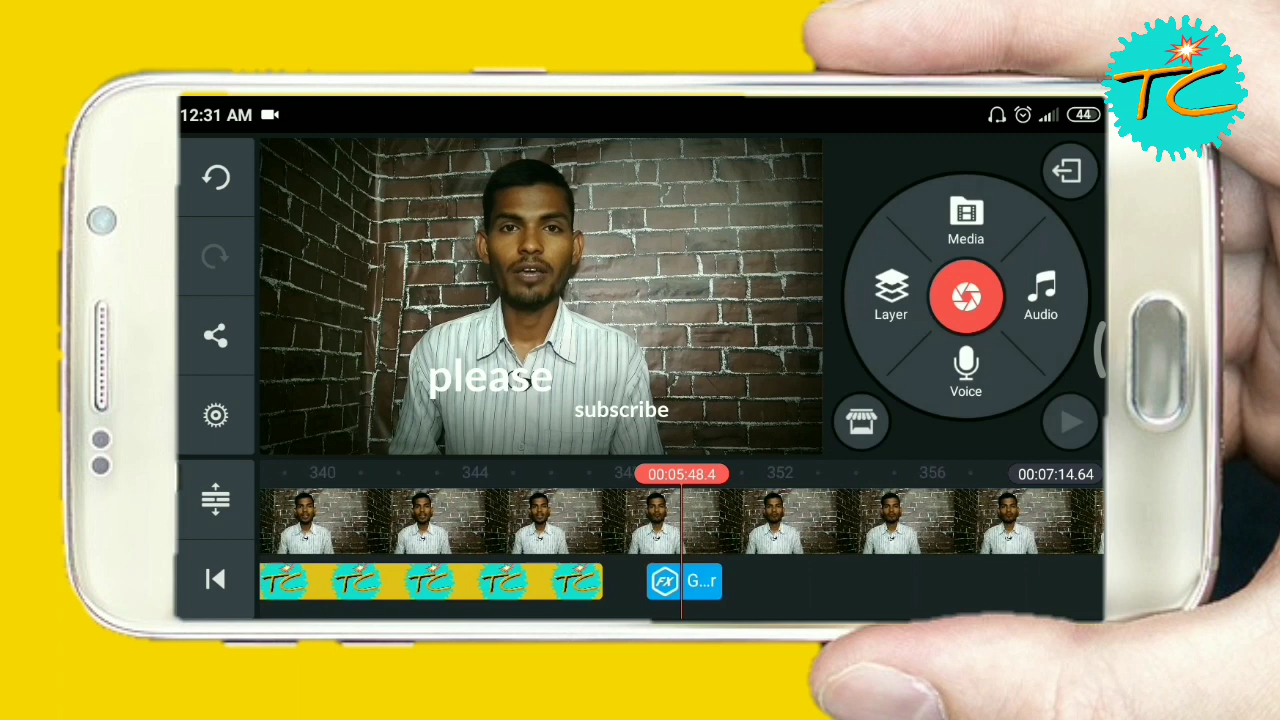 TC
12:31 AM
44
Media
Layer
Audio
Voice
please
subscribe
340
344
00:05:48.4
352
356
00:07:14.64
TC TC TC TC TC
FX G...r